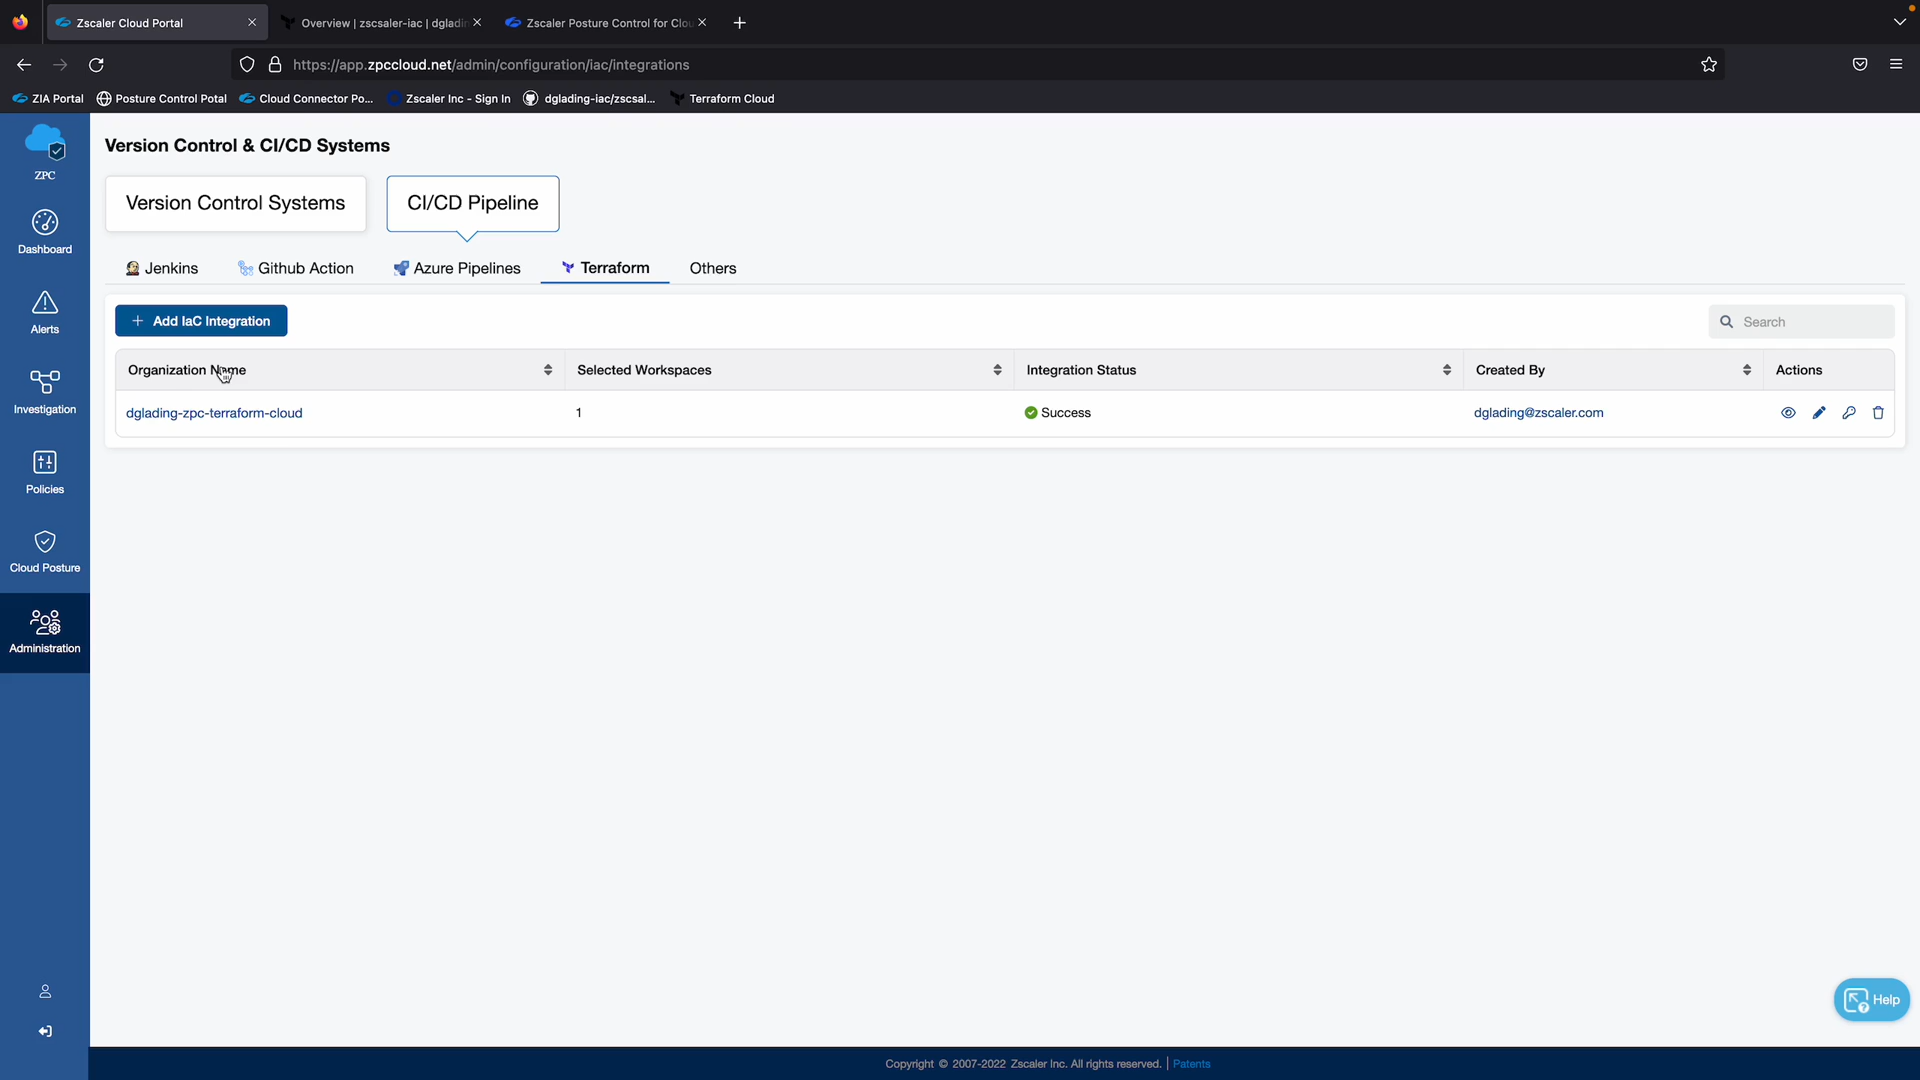 Zscaler Cloud Portal
Overview | zscsaler-iac | dgladin
Zscaler Posture Control for Clou
https://app.zpccloud.net/admin/configuration/iac/integrations
ZIA Portal
Posture Control Potal
Cloud Connector Po...
Zscaler Inc - Sign In
dglading-iac/zscsal...
Terraform Cloud
ZPC
Dashboard
Alerts
Investigation
Policies
Cloud Posture
Administration
Version Control & CI/CD Systems
Version Control Systems
CI/CD Pipeline
Jenkins
Github Action
Azure Pipelines
Terraform
Others
+ Add IaC Integration
Search
Organization Name
Selected Workspaces
Integration Status
Created By
Actions
dglading-zpc-terraform-cloud
1
Success
dglading@zscaler.com
Help
Copyright © 2007-2022 Zscaler Inc. All rights reserved. | Patents